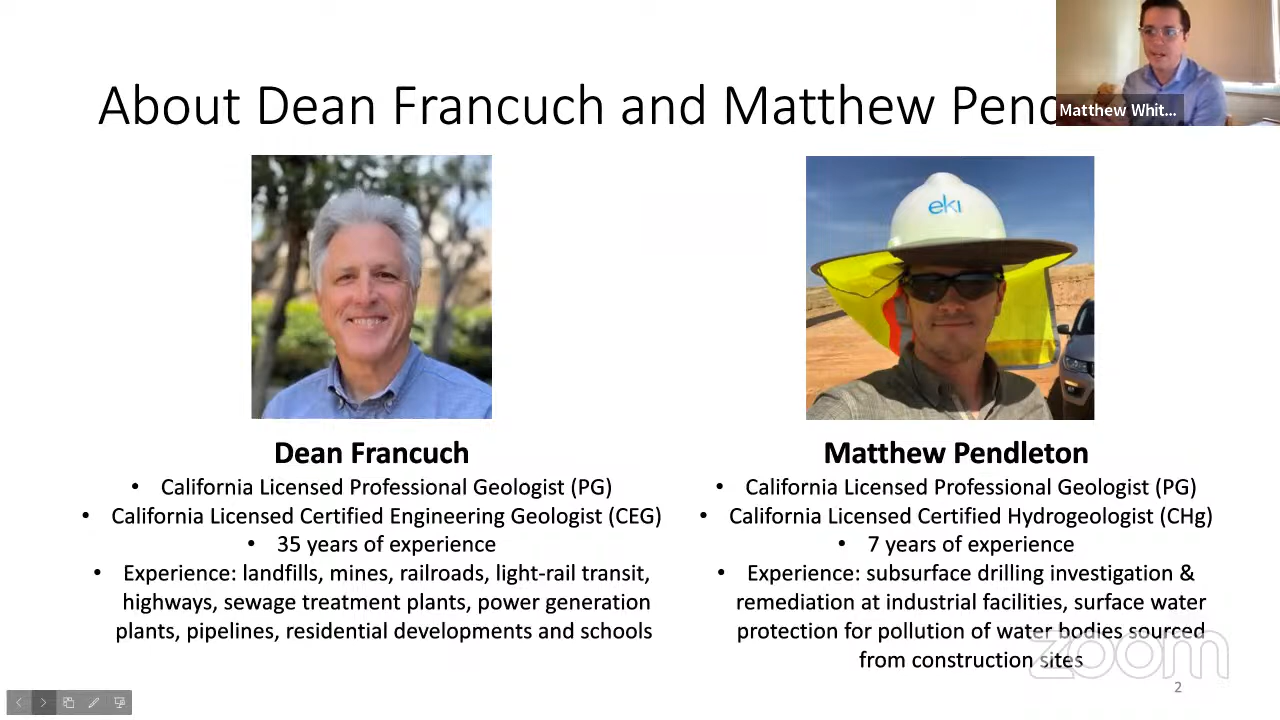 About Dean Francuch and Matthew Pend
Matthew Whit...
eki
Dean Francuch
• California Licensed Professional Geologist (PG)
• California Licensed Certified Engineering Geologist (CEG)
• 35 years of experience
• Experience: landfills, mines, railroads, light-rail transit,
highways, sewage treatment plants, power generation
plants, pipelines, residential developments and schools
Matthew Pendleton
• California Licensed Professional Geologist (PG)
• California Licensed Certified Hydrogeologist (CHg)
• 7 years of experience
• Experience: subsurface drilling investigation &
remediation at industrial facilities, surface water
protection for pollution of water bodies sourced
from construction sites
zoom
2